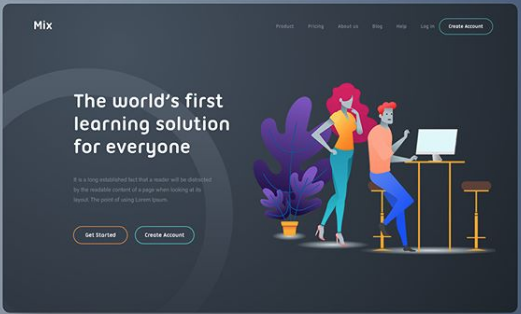 Mix
Product Pricing About us Blog Help Log in Create Account
The world's first
learning solution
for everyone
It is a long established fact that a reader will be distracted
by the readable content of a page when looking at its
layout. The point of using Lorem Ipsum.
Get Started Create Account